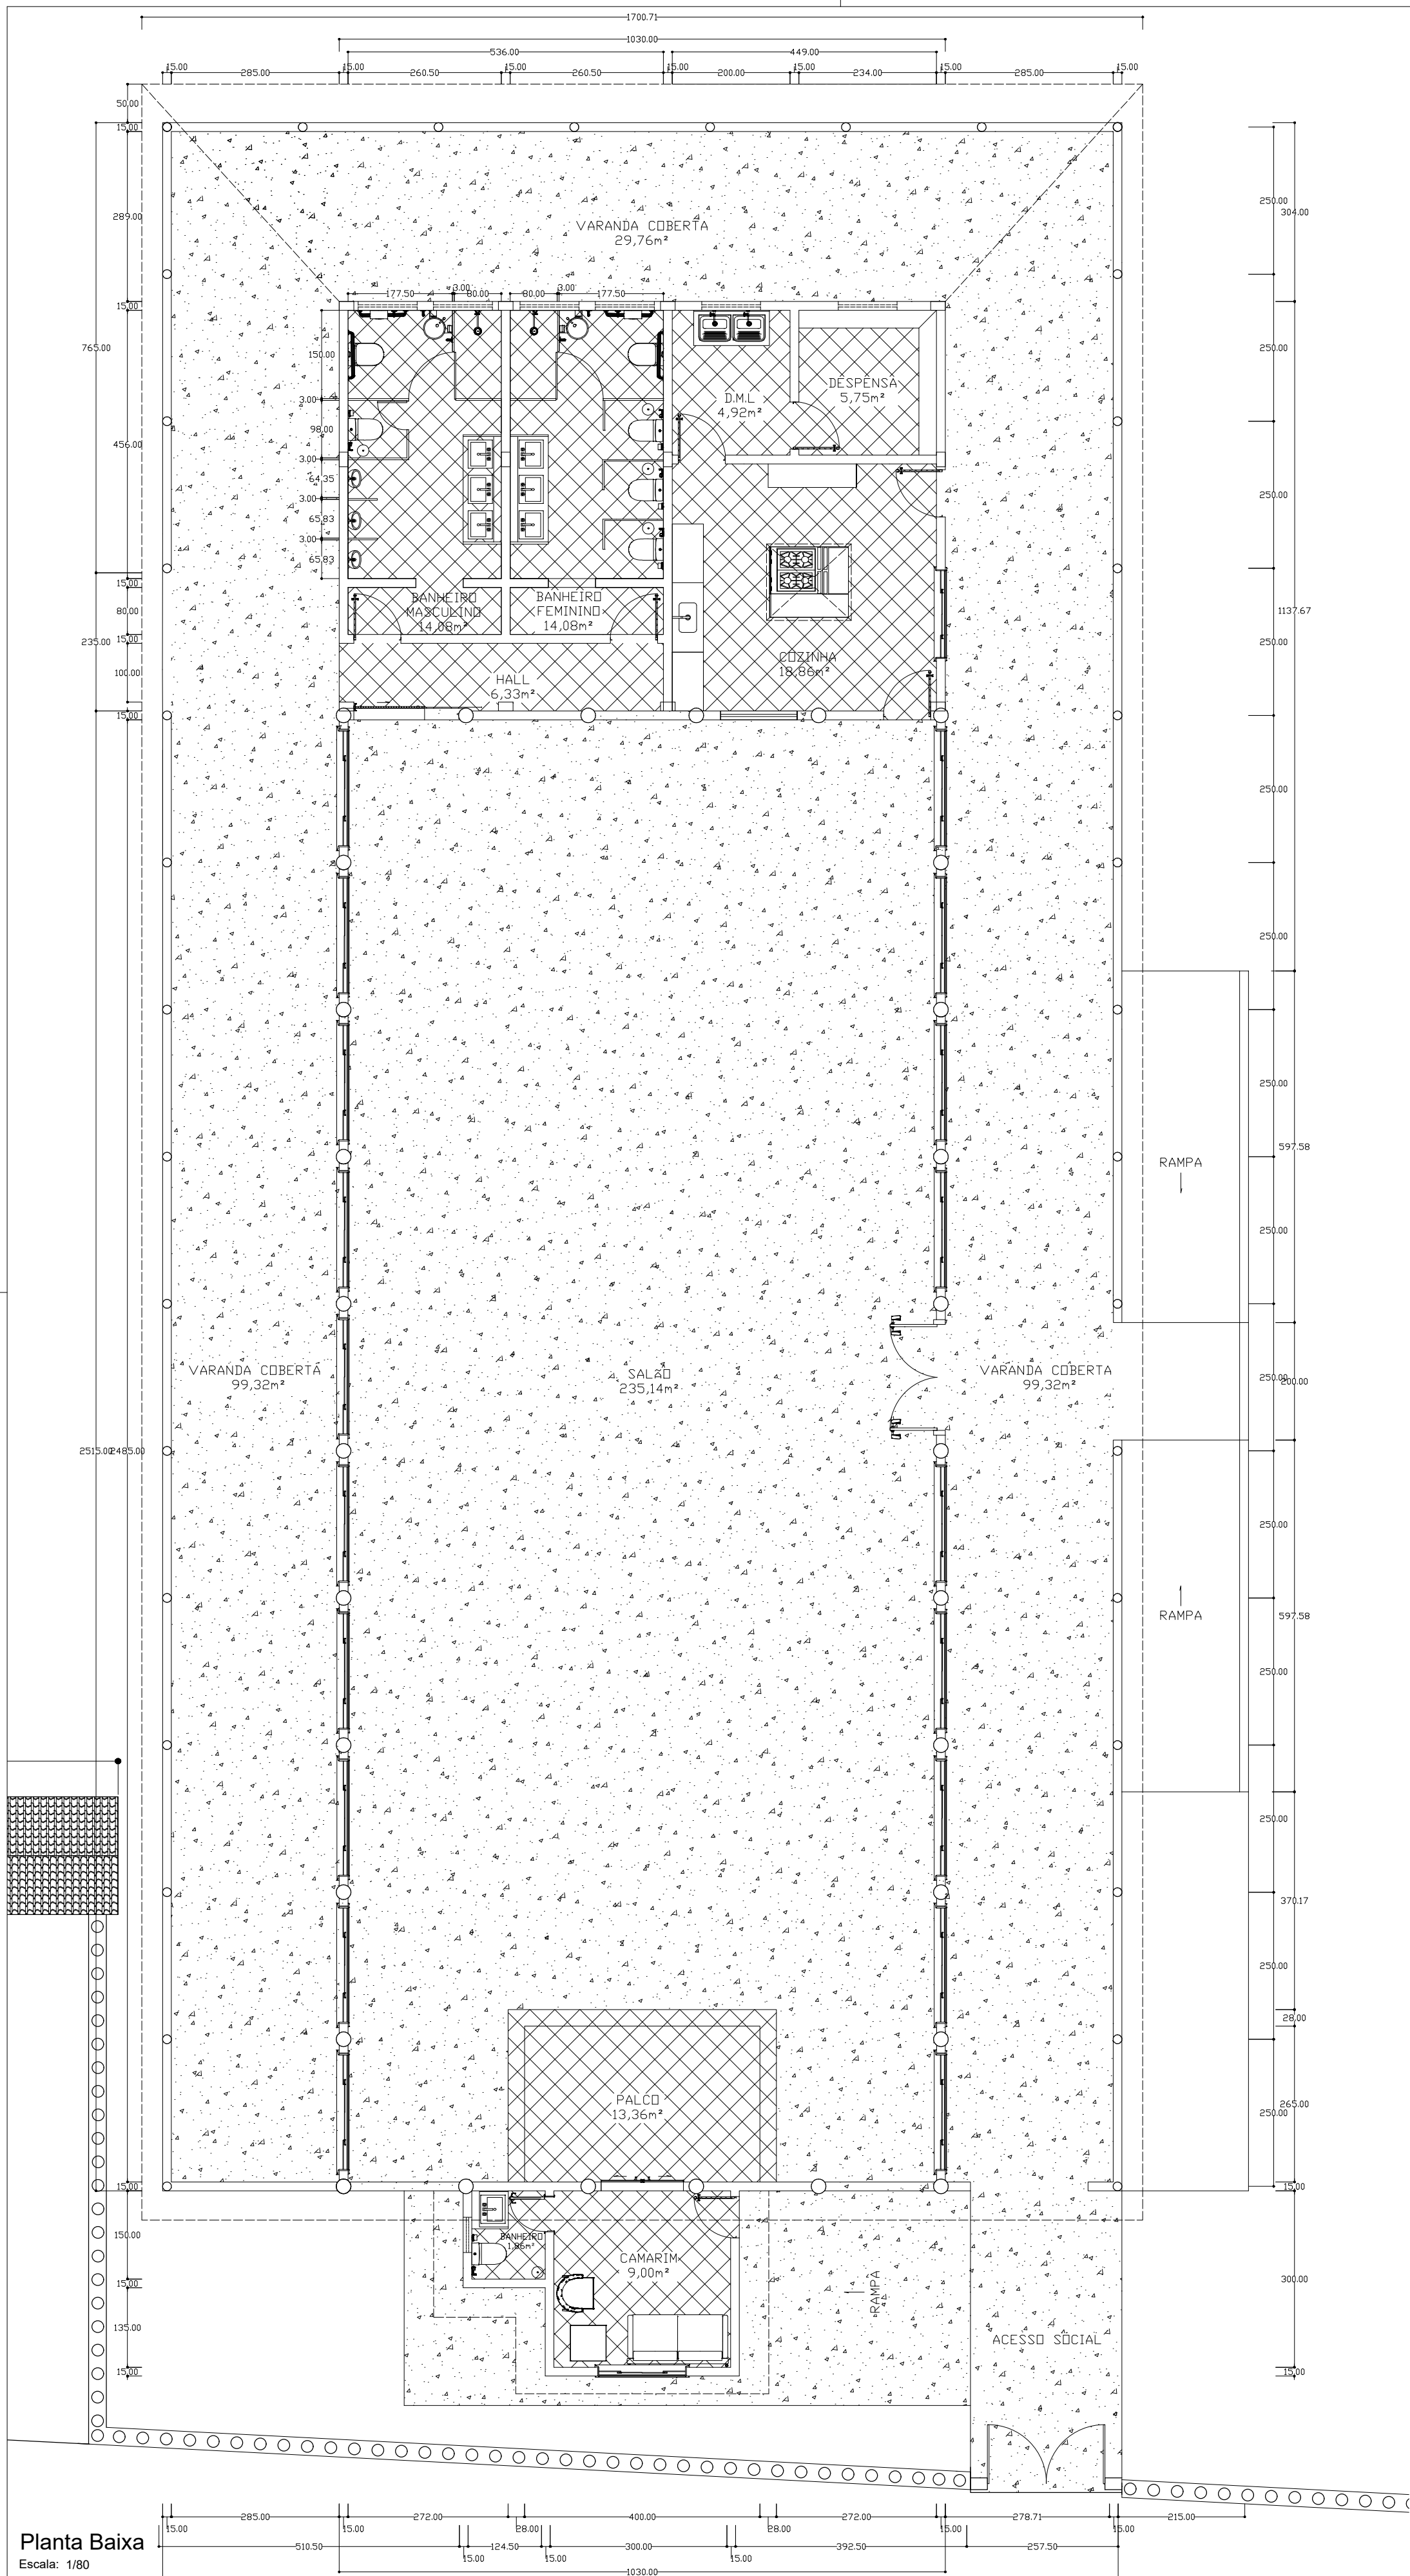 1700.71
1030.00
536.00
449.00
15.00
285.00
15.00
260.50
15.00
260.50
15.00
200.00
15.00
234.00
15.00
285.00
15.00
50.00
15.00
289.00
15.00
765.00
456.00
15.00
80.00
235.00
15.00
100.00
15.00
250.00
304.00
250.00
250.00
250.00
1137.67
250.00
250.00
250.00
597.58
250.00
VARANDA COBERTA
29,76m²
177.50
3.00
80.00
80.00
3.00
177.50
150.00
3.00
98.00
3.00
64.35
3.00
65.83
3.00
65.83
D.M.L
4,92m²
DESPENSA
5,75m²
BANHEIRO
MASCULINO
14,08m²
BANHEIRO
FEMININO
14,08m²
HALL
6,33m²
COZINHA
18,86m²
RAMPA
VARANDA COBERTA
99,32m²
SALÃO
235,14m²
VARANDA COBERTA
99,32m²
250.00
200.00
2515.00
2485.00
250.00
RAMPA
597.58
250.00
250.00
370.17
250.00
28.00
265.00
250.00
PALCO
13,36m²
15.00
15.00
150.00
15.00
135.00
15.00
BANHEIRO
1,86m²
CAMARIM
9,00m²
RAMPA
300.00
ACESSO SOCIAL
15.00
285.00
272.00
400.00
272.00
278.71
215.00
15.00
15.00
28.00
28.00
15.00
15.00
510.50
124.50
300.00
392.50
257.50
15.00
15.00
15.00
1030.00
Planta Baixa
Escala: 1/80